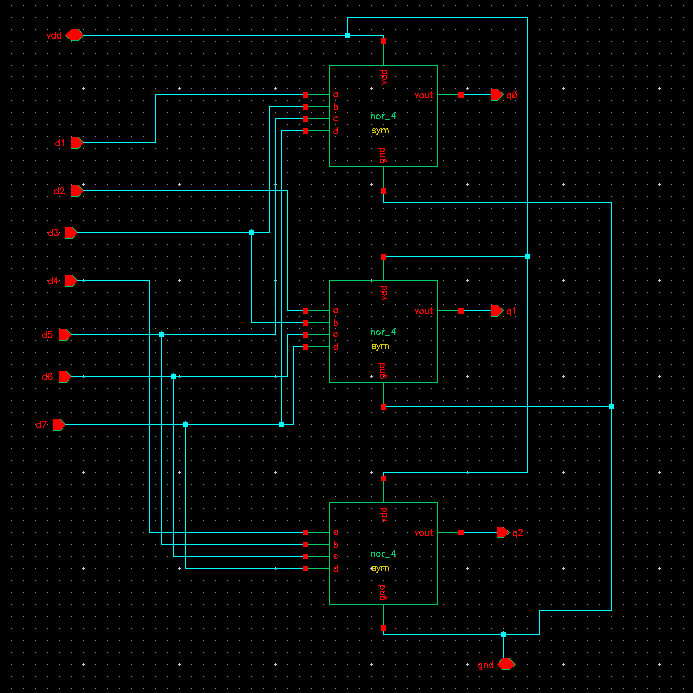 vdd
vdd
a
b
c
d
nor_4
sym
vout
q0
gnd
d1
d2
d3
d4
d5
d6
d7
vdd
a
b
c
d
nor_4
sym
vout
q1
gnd
vdd
a
b
c
d
nor_4
sym
vout
q2
gnd
gnd